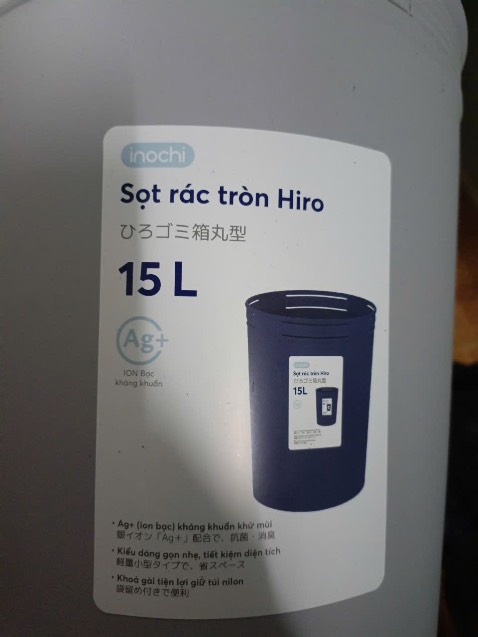 inochi
Sọt rác tròn Hiro
ひろゴミ箱丸型
15 L
Ag+
ION Bạc
kháng khuẩn
inochi
Sọt rác tròn Hiro
ひろゴミ箱丸型
15L
• Ag+ (ion bạc) kháng khuẩn khử mùi
銀イオン「Ag+」配合で、抗菌・消臭
• Kiểu dáng gọn nhẹ, tiết kiệm diện tích
軽量小型タイプで、省スペース
• Khoá gài tiện lợi giữ túi nilon
袋留め付きで便利